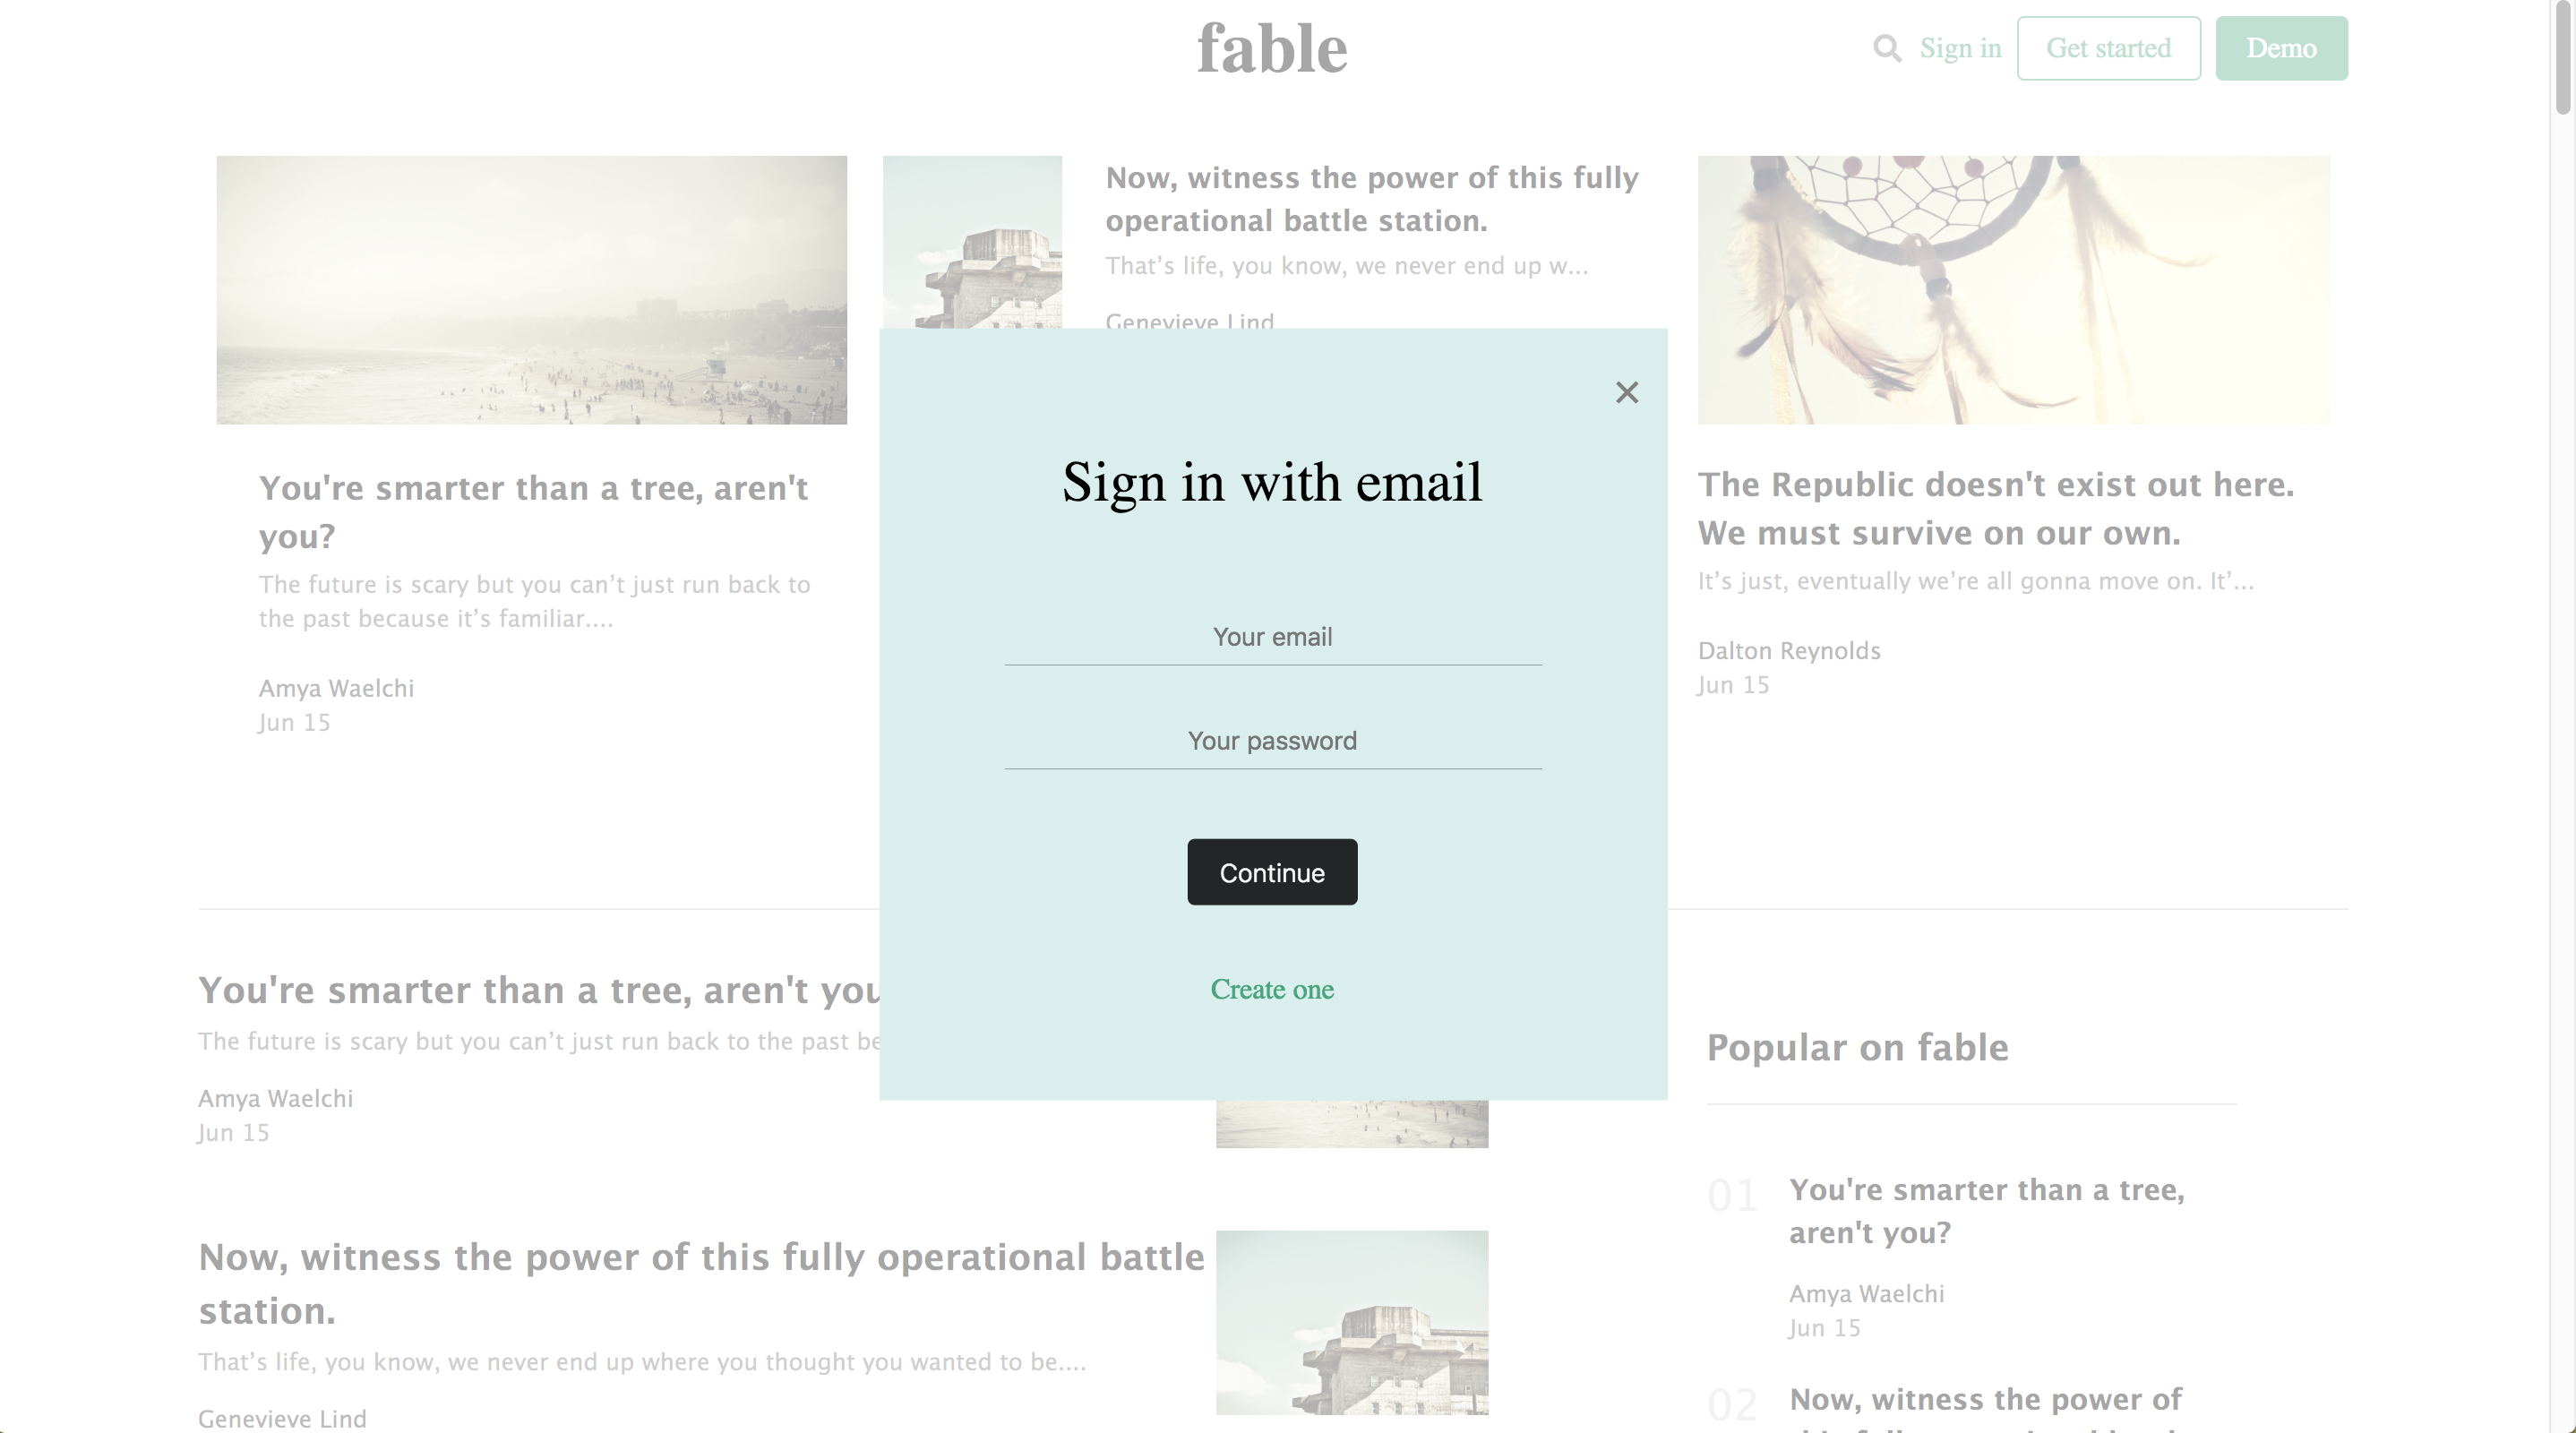 fable
Sign in
Get started
Demo
You're smarter than a tree, aren't
you?
The future is scary but you can’t just run back to
the past because it’s familiar....
Amya Waelchi
Jun 15
Now, witness the power of this fully
operational battle station.
That’s life, you know, we never end up w...
Genevieve Lind
The Republic doesn't exist out here.
We must survive on our own.
It’s just, eventually we’re all gonna move on. It’...
Dalton Reynolds
Jun 15
Sign in with email
Your email
Your password
Continue
Create one
You're smarter than a tree, aren't you
The future is scary but you can’t just run back to the past be
Amya Waelchi
Jun 15
Now, witness the power of this fully operational battle
station.
That’s life, you know, we never end up where you thought you wanted to be....
Genevieve Lind
Popular on fable
01
You're smarter than a tree,
aren't you?
Amya Waelchi
Jun 15
02
Now, witness the power of